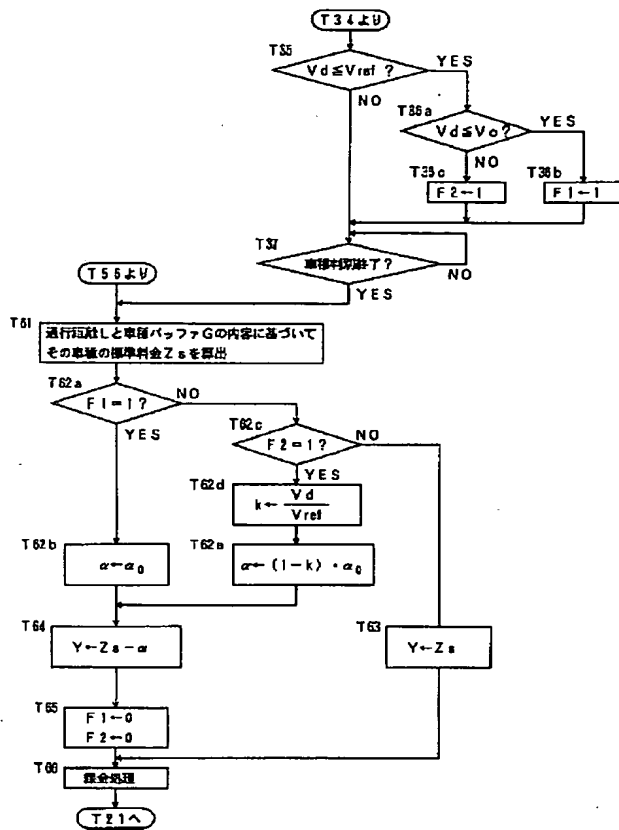 T34より
T35
Vd≦Vref?
YES
NO
T36a
Vd≦Vo?
YES
NO
T36c
F2←1
T36b
F1←1
T37
車種判別終了?
NO
YES
T56より
T61
通行距離Lと車種バッファGの内容に基づいて
その車種の標準料金Zsを算出
T62a
F1=1?
NO
YES
T62c
F2=1?
NO
YES
T62d
k← Vd
Vref
T62b
α←α0
T62e
α←(1-k)・α0
T64
Y←Zs-α
T63
Y←Zs
T65
F1←0
F2←0
T66
課金処理
T21へ